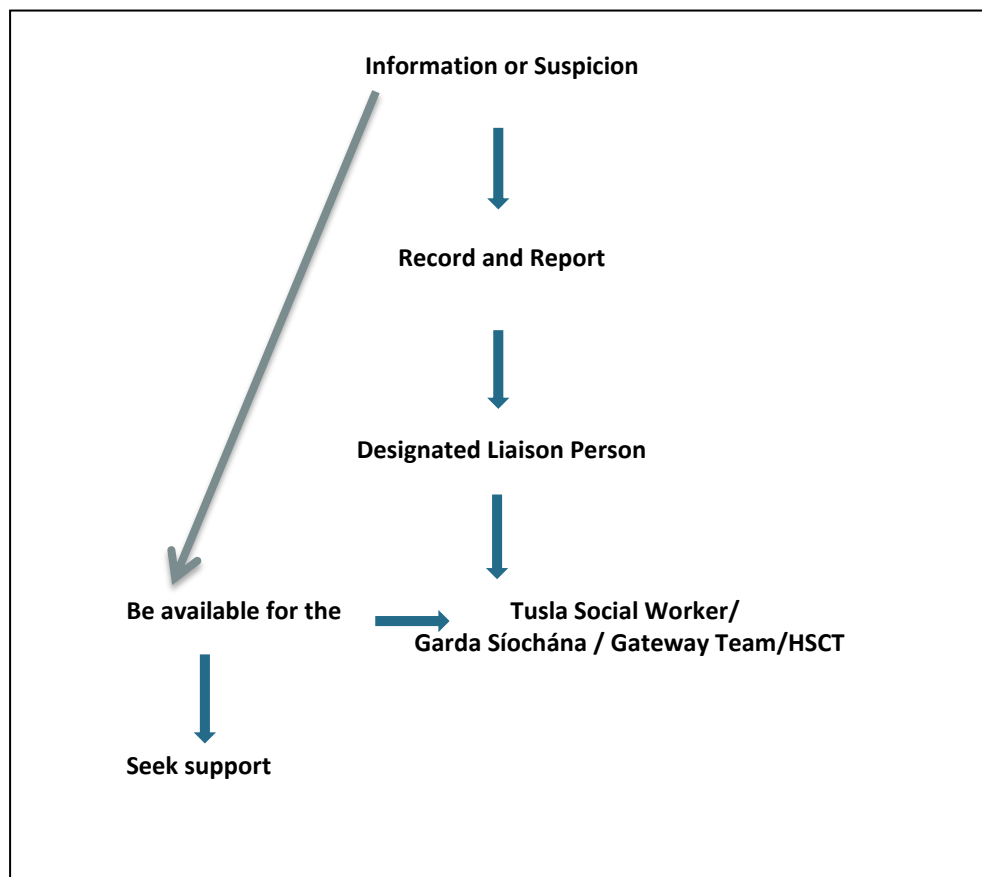 Information or Suspicion
Record and Report
Designated Liaison Person
Be available for the
Tusla Social Worker/
Garda Síochána / Gateway Team/HSCT
Seek support